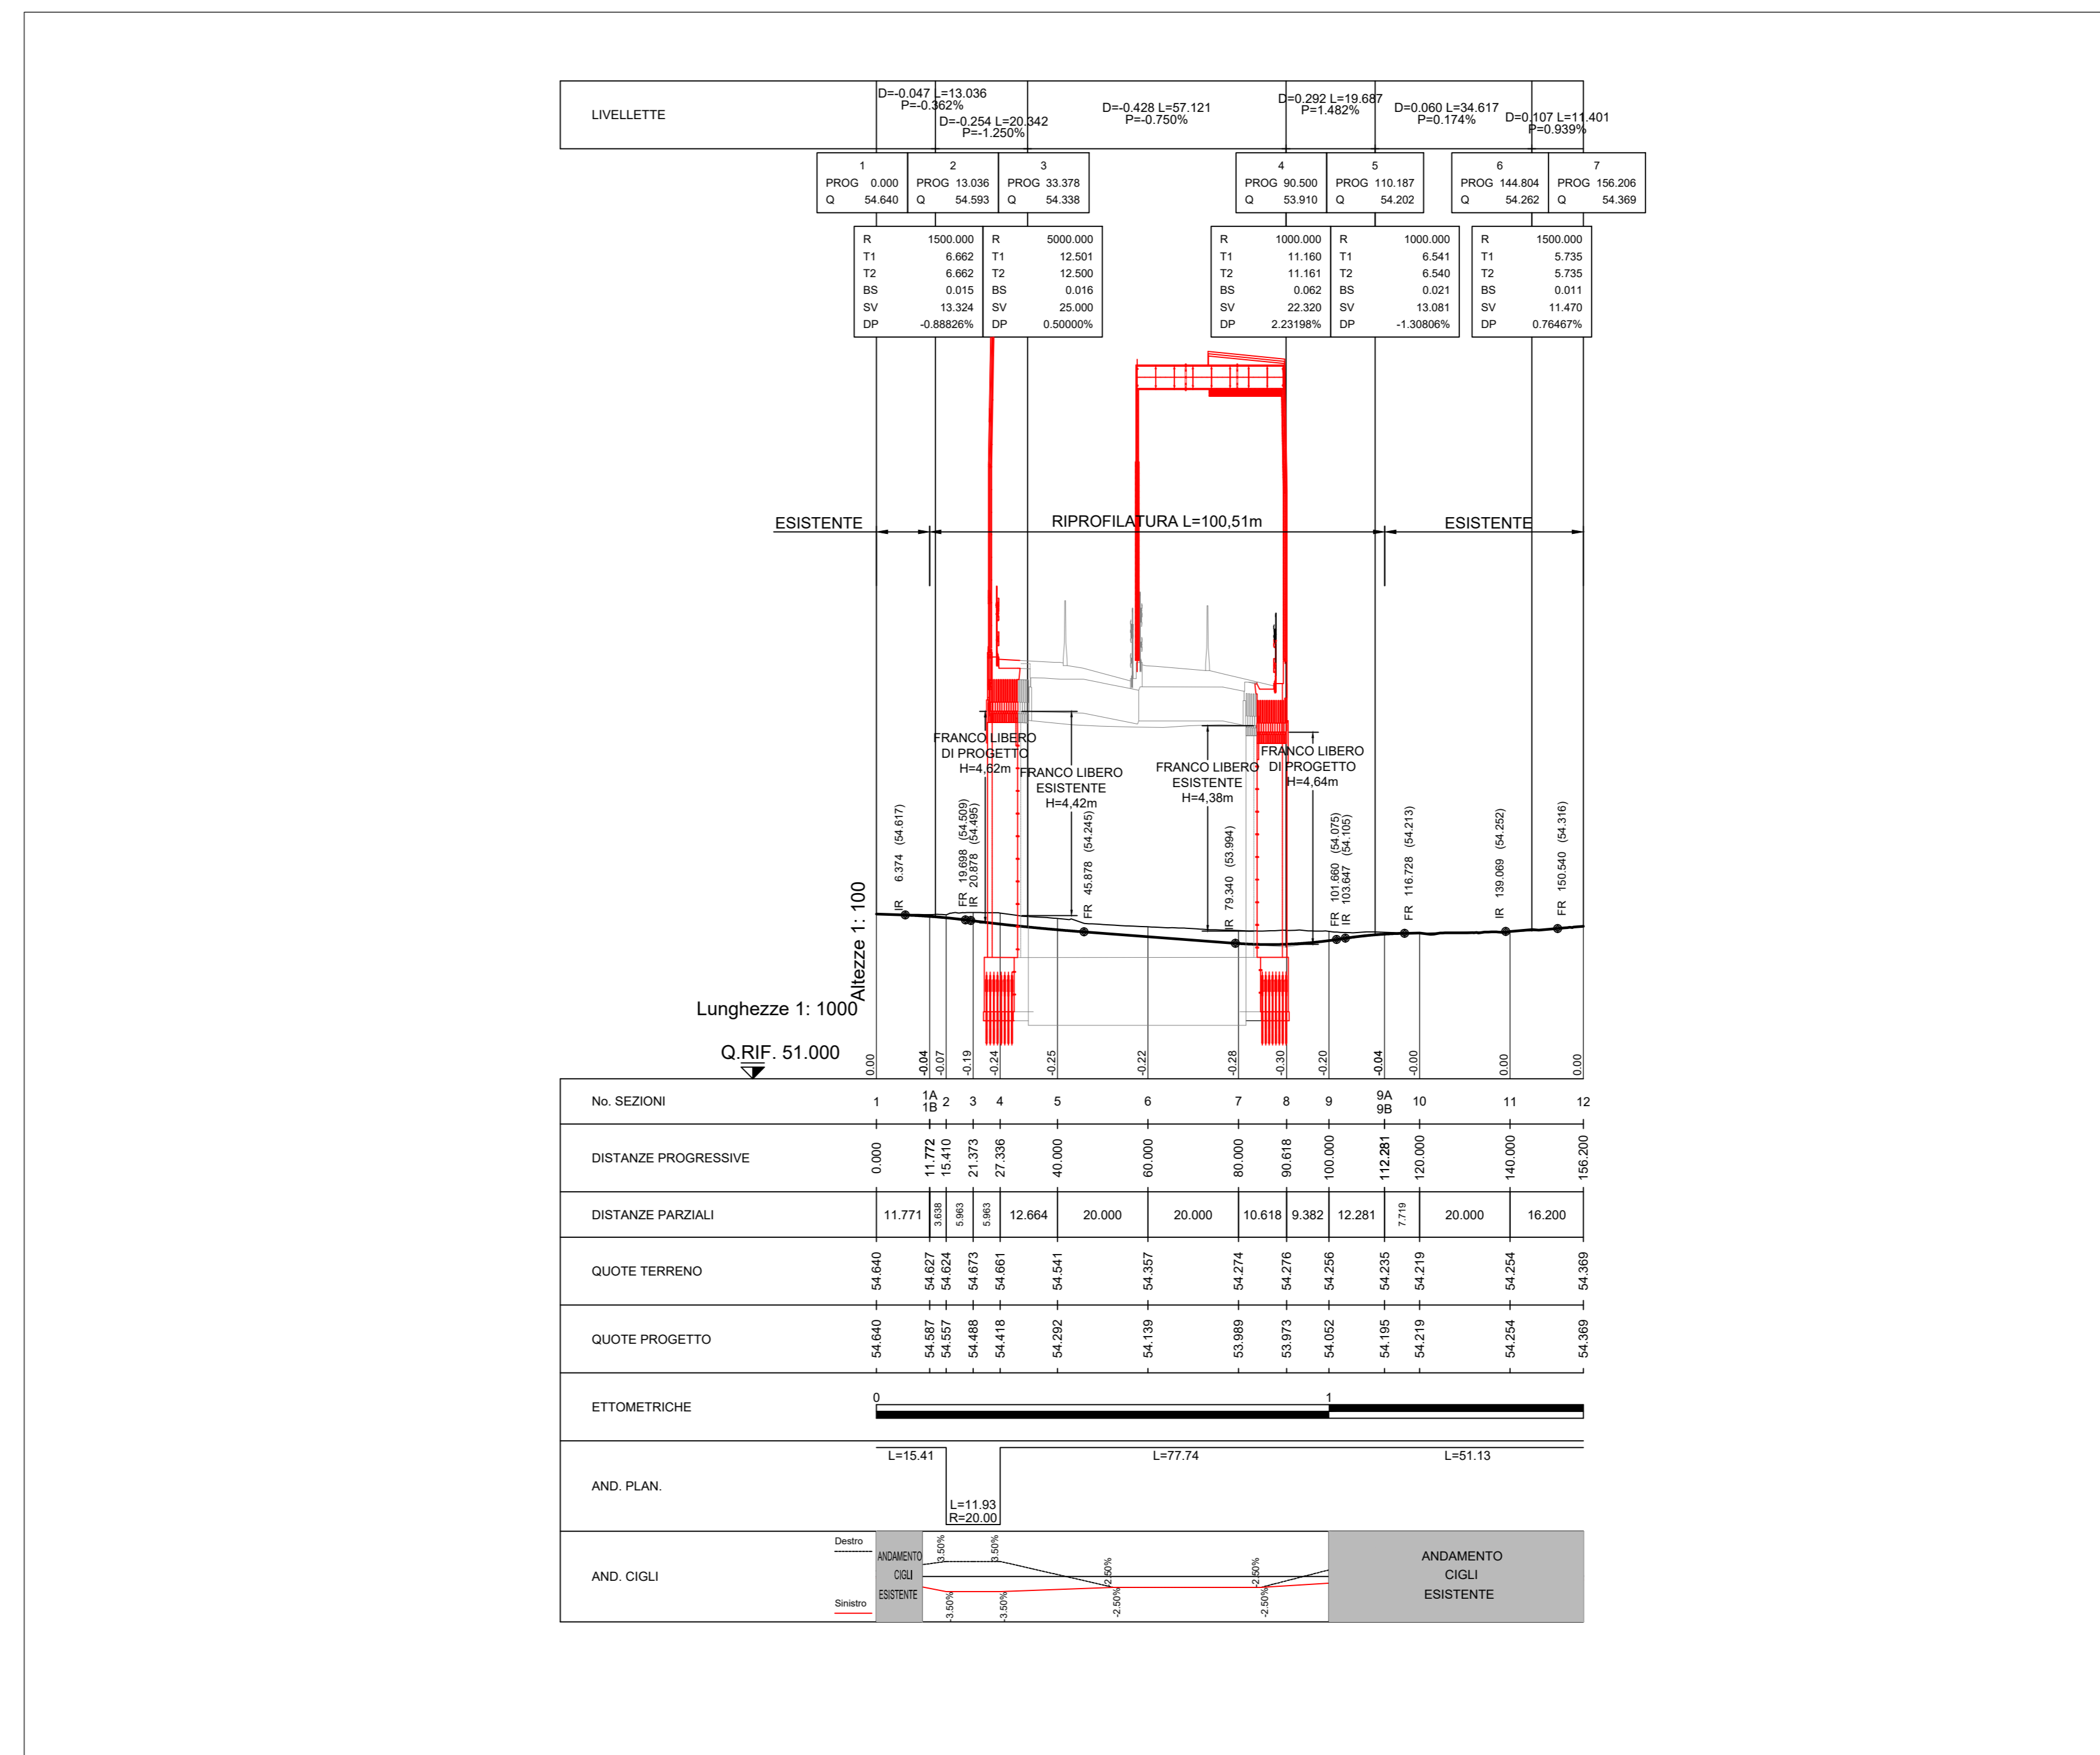 LIVELLETTE
D=-0.047 L=13.036
P=-0.362%
D=-0.254 L=20.342
P=-1.250%
D=-0.428 L=57.121
P=-0.750%
D=0.292 L=19.687
P=1.482%
D=0.060 L=34.617
P=0.174%
D=0.107 L=11.401
P=0.939%
1
PROG 0.000
Q 54.640
2
PROG 13.036
Q 54.593
3
PROG 33.378
Q 54.338
4
PROG 90.500
Q 53.910
5
PROG 110.187
Q 54.202
6
PROG 144.804
Q 54.262
7
PROG 156.206
Q 54.369
R 1500.000
T1 6.662
T2 6.662
BS 0.015
SV 13.324
DP -0.88826%
R 5000.000
T1 12.501
T2 12.500
BS 0.016
SV 25.000
DP 0.50000%
R 1000.000
T1 11.160
T2 11.161
BS 0.062
SV 22.320
DP 2.23198%
R 1000.000
T1 6.541
T2 6.540
BS 0.021
SV 13.081
DP -1.30806%
R 1500.000
T1 5.735
T2 5.735
BS 0.011
SV 11.470
DP 0.76467%
ESISTENTE
RIPROFILATURA L=100,51m
ESISTENTE
FRANCO LIBERO
DI PROGETTO
H=4,62m
FRANCO LIBERO
ESISTENTE
H=4,42m
FRANCO LIBERO
ESISTENTE
H=4,38m
FRANCO LIBERO
DI PROGETTO
H=4,64m
IR 6.374 (54.617)
FR 19.698 (54.509)
IR 20.878 (54.495)
FR 45.878 (54.245)
IR 79.340 (53.994)
FR 101.660 (54.075)
IR 103.647 (54.105)
FR 116.728 (54.213)
IR 139.069 (54.252)
FR 150.540 (54.316)
Altezze 1: 100
Lunghezze 1: 1000
Q.RIF. 51.000
0.00 -0.04 -0.07 -0.19 -0.24 -0.25 -0.22 -0.28 -0.30 -0.20 -0.04 -0.00 0.00 0.00
No. SEZIONI
1 1A 1B 2 3 4 5 6 7 8 9 9A 9B 10 11 12
DISTANZE PROGRESSIVE
0.000 11.772 15.410 21.373 27.336 40.000 60.000 80.000 90.618 100.000 112.281 120.000 140.000 156.200
DISTANZE PARZIALI
11.771 3.638 5.963 5.963 12.664 20.000 20.000 10.618 9.382 12.281 7.719 20.000 16.200
QUOTE TERRENO
54.640 54.627 54.624 54.673 54.661 54.541 54.357 54.274 54.276 54.256 54.235 54.219 54.254 54.369
QUOTE PROGETTO
54.640 54.587 54.557 54.488 54.418 54.292 54.139 53.989 53.973 54.052 54.195 54.219 54.254 54.369
ETTOMETRICHE
0 1
AND. PLAN.
L=15.41
L=11.93
R=20.00
L=77.74
L=51.13
AND. CIGLI
Destro
Sinistro
ANDAMENTO
CIGLI
ESISTENTE
3.50% 3.50% -2.50% -2.50%
-3.50% -3.50% -2.50% -2.50%
ANDAMENTO
CIGLI
ESISTENTE